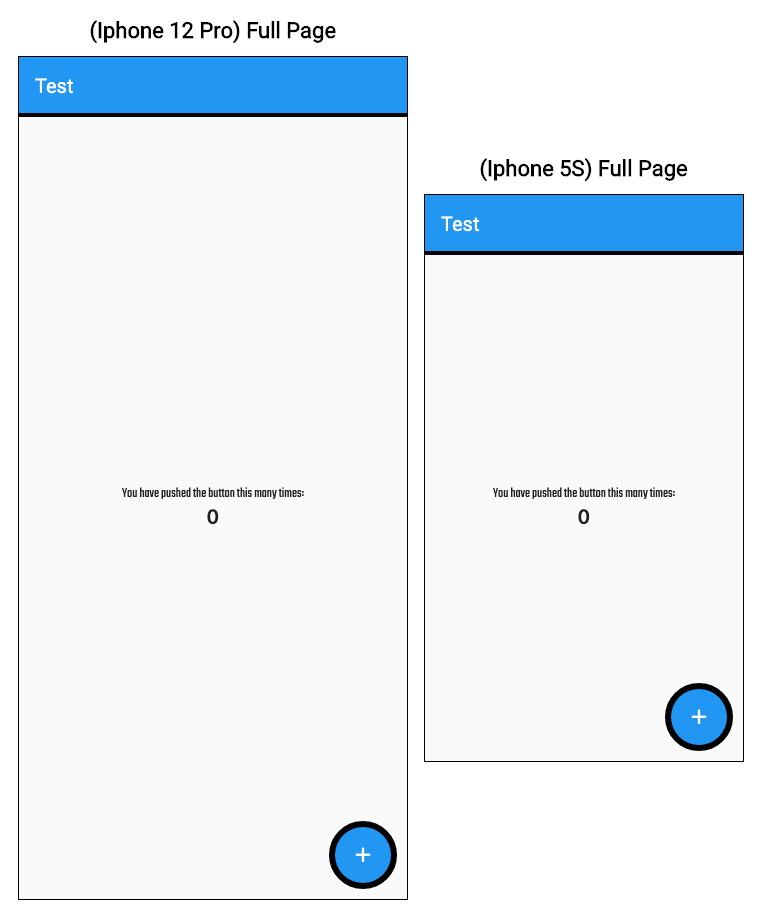 (Iphone 12 Pro) Full Page
Test
You have pushed the button this many times:
0
+
(Iphone 5S) Full Page
Test
You have pushed the button this many times:
0
+